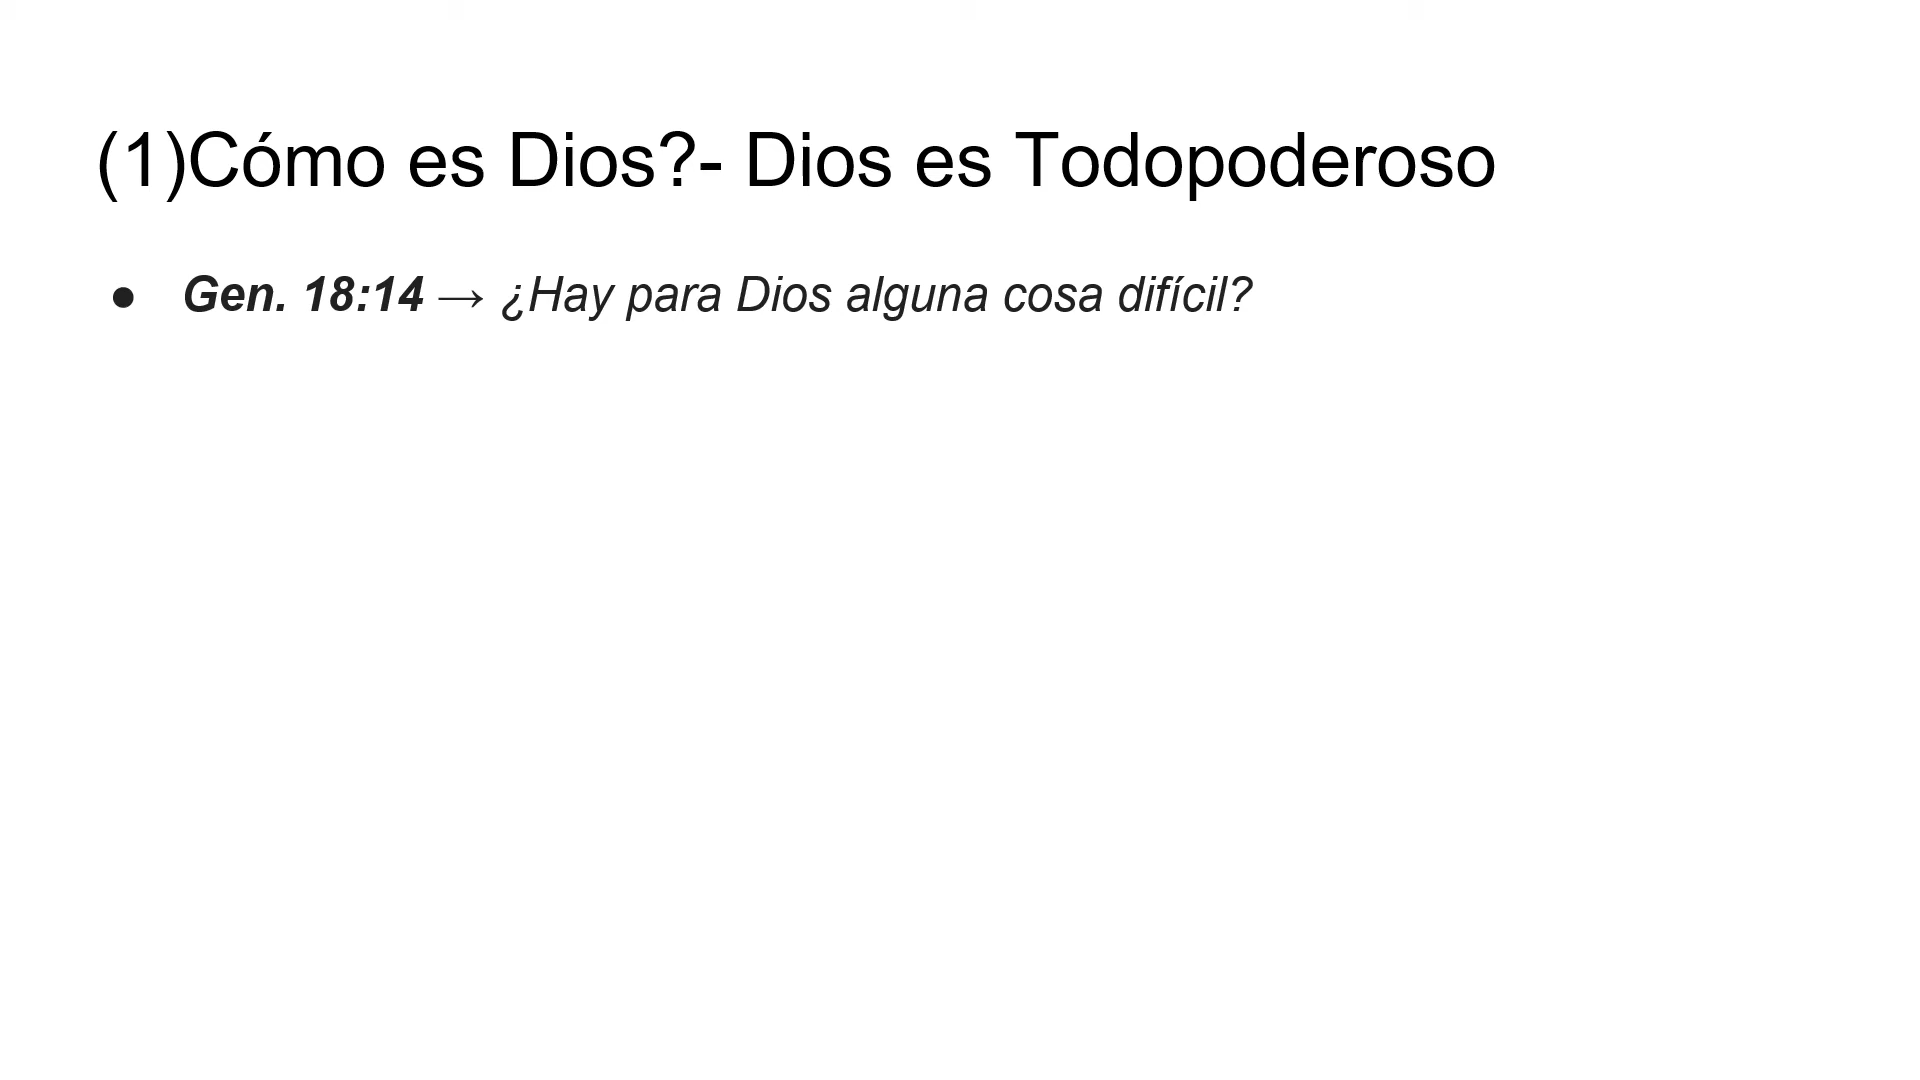 (1)Cómo es Dios?- Dios es Todopoderoso
● Gen. 18:14 → ¿Hay para Dios alguna cosa difícil?